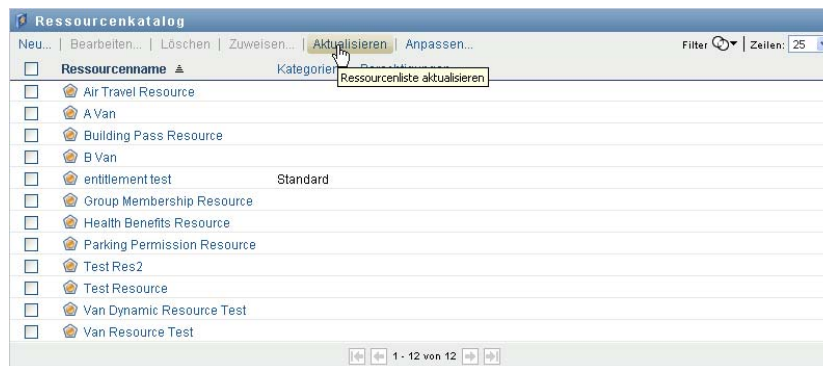 Ressourcenkatalog
Neu... | Bearbeiten... | Löschen | Zuweisen... | Aktualisieren | Anpassen... Filter Zeilen: 25
Ressourcenname Kategorien
Ressourcenliste aktualisieren
Air Travel Resource
A Van
Building Pass Resource
B Van
entitlement test Standard
Group Membership Resource
Health Benefits Resource
Parking Permission Resource
Test Res2
Test Resource
Van Dynamic Resource Test
Van Resource Test
1 - 12 von 12